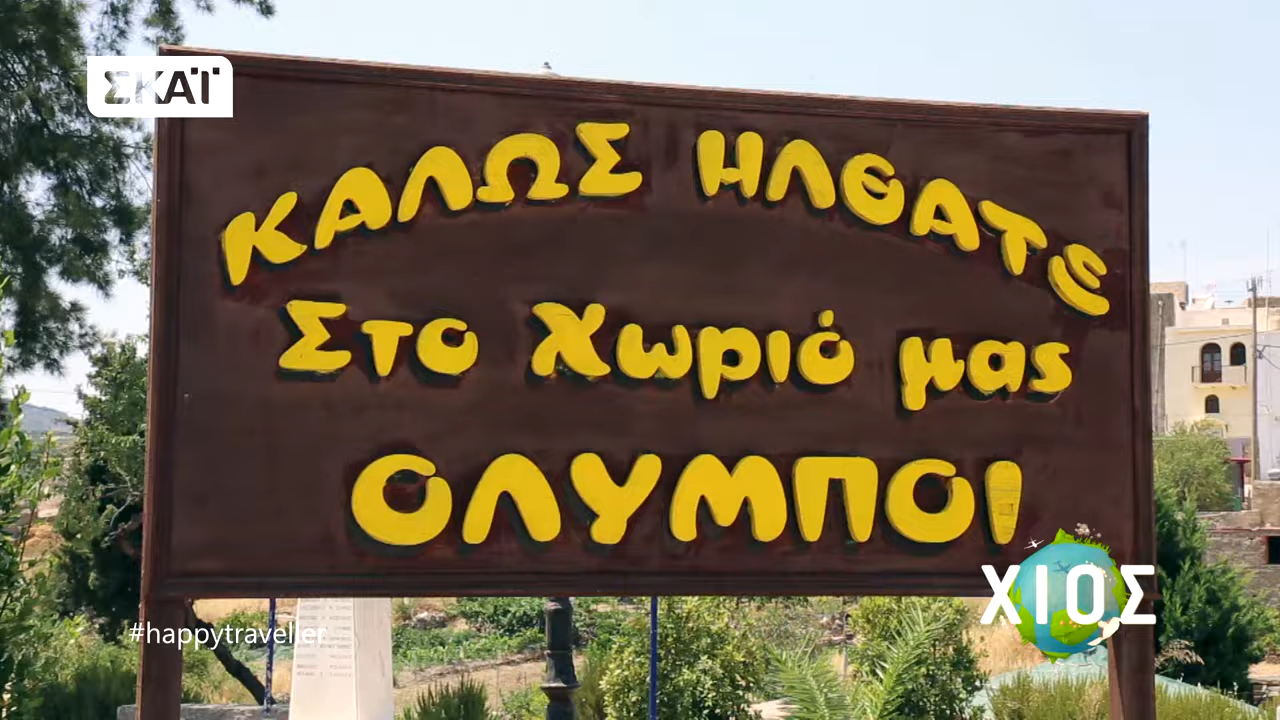 ΣΚΑΪ
ΚΑΛΩΣ ΗΛΘΑΤΕ
Στο Χωριό μας
ΟΛΥΜΠΟΙ
ΧΙΟΣ
#happytraveller